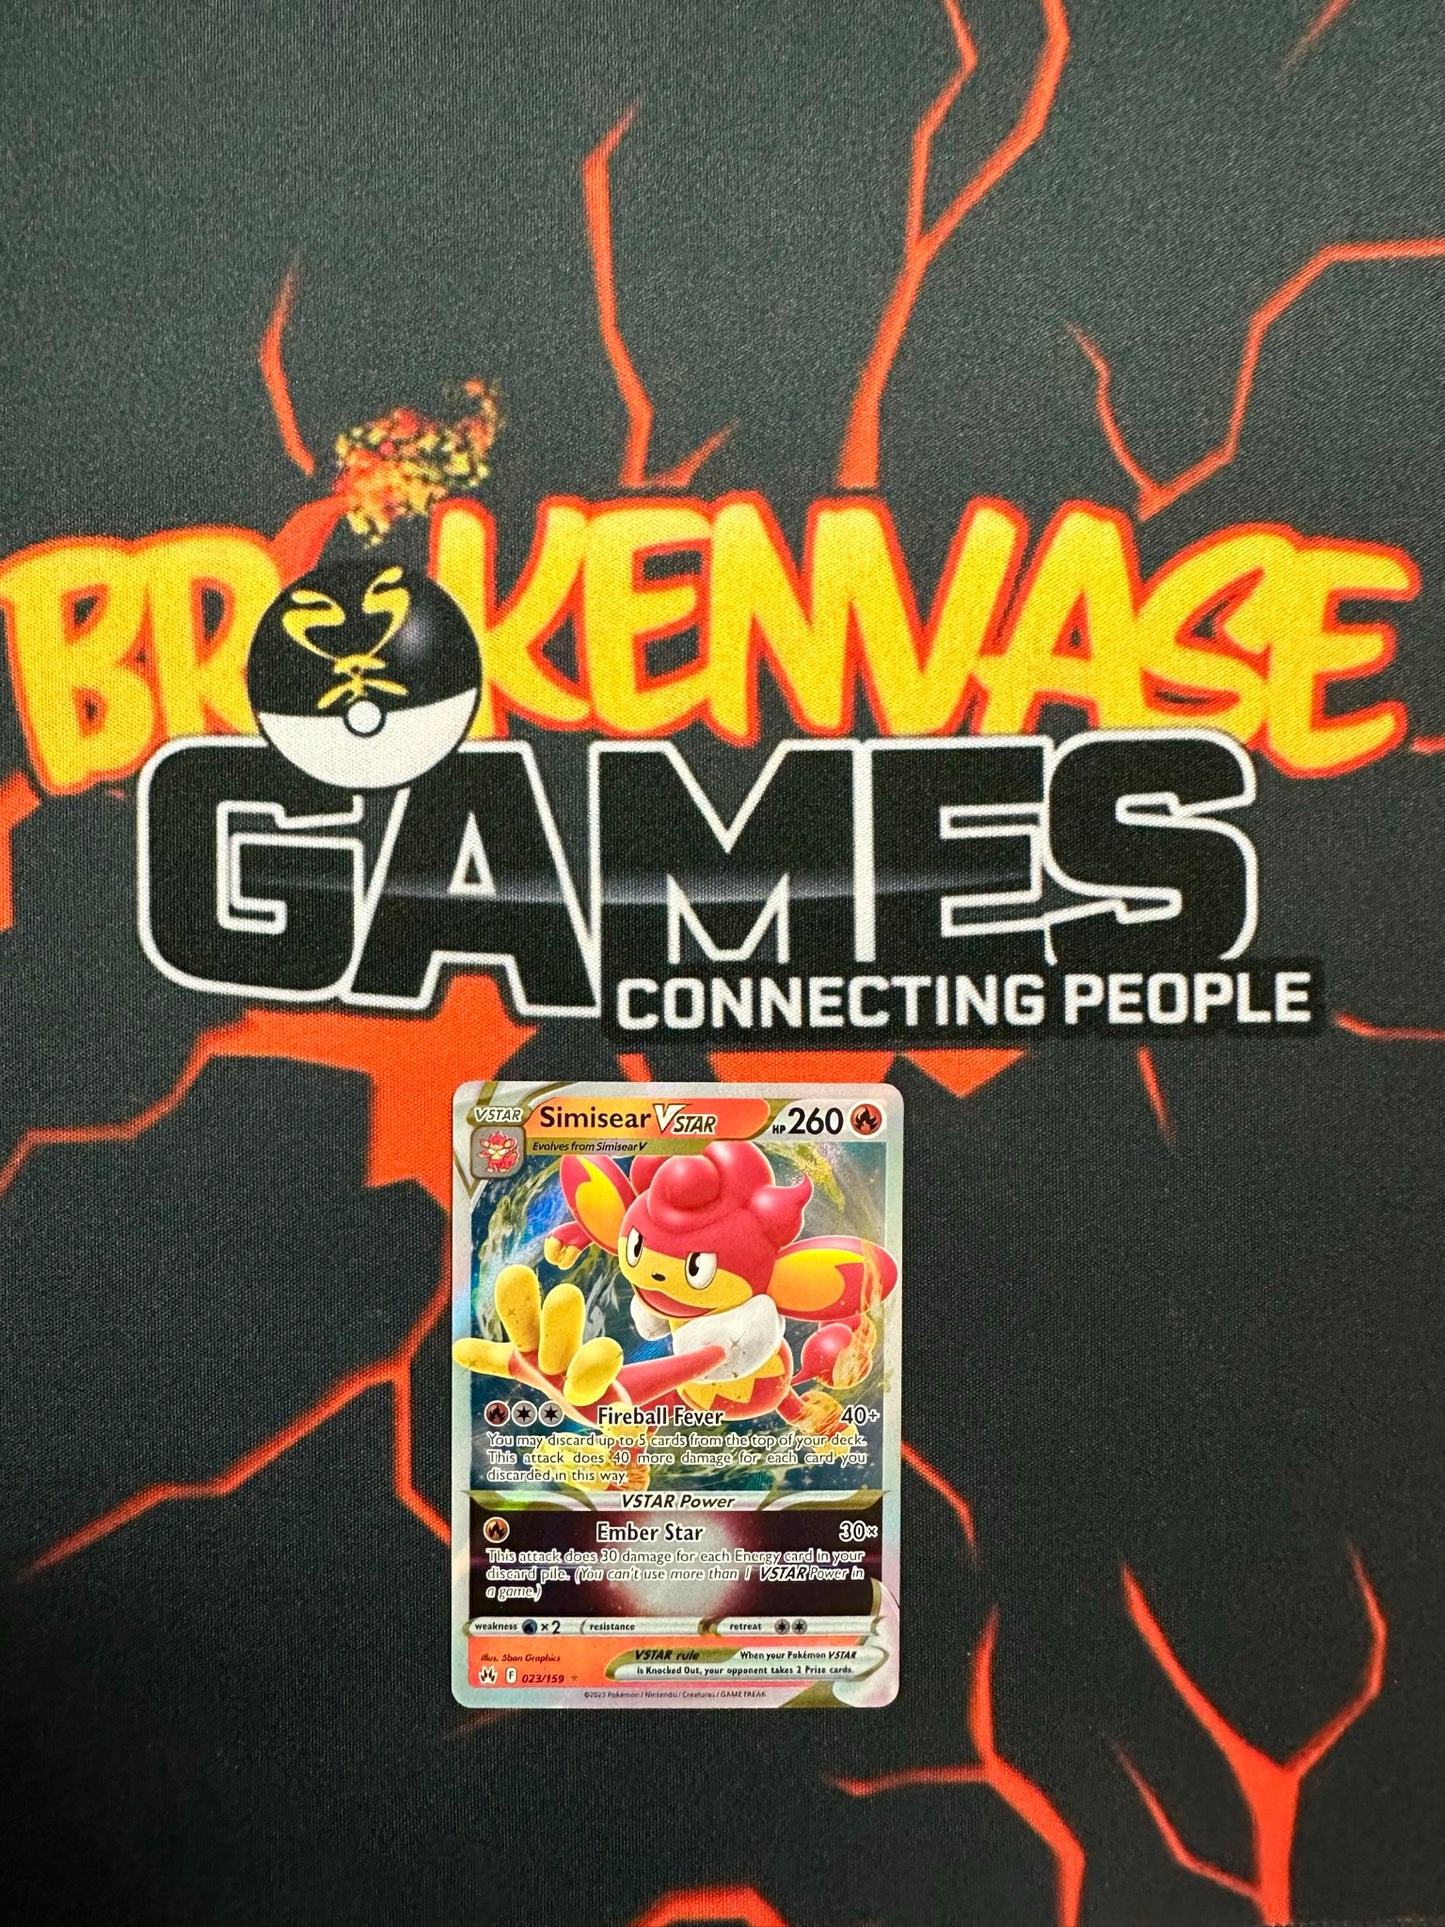 BROKENVASE
GAMES
CONNECTING PEOPLE
VSTAR Simisear VSTAR HP 260
Evolves from Simisear V
Fireball Fever 40+
You may discard up to 5 cards from the top of your deck.
This attack does 40 more damage for each card you
discarded in this way.
VSTAR Power
Ember Star 30×
This attack does 30 damage for each Energy card in your
discard pile. (You can't use more than 1 VSTAR Power in
a game.)
weakness ×2 resistance retreat
Illus. 5ban Graphics
VSTAR rule When your Pokémon VSTAR
is Knocked Out, your opponent takes 2 Prize cards.
F 023/159
©2023 Pokémon / Nintendo / Creatures / GAME FREAK